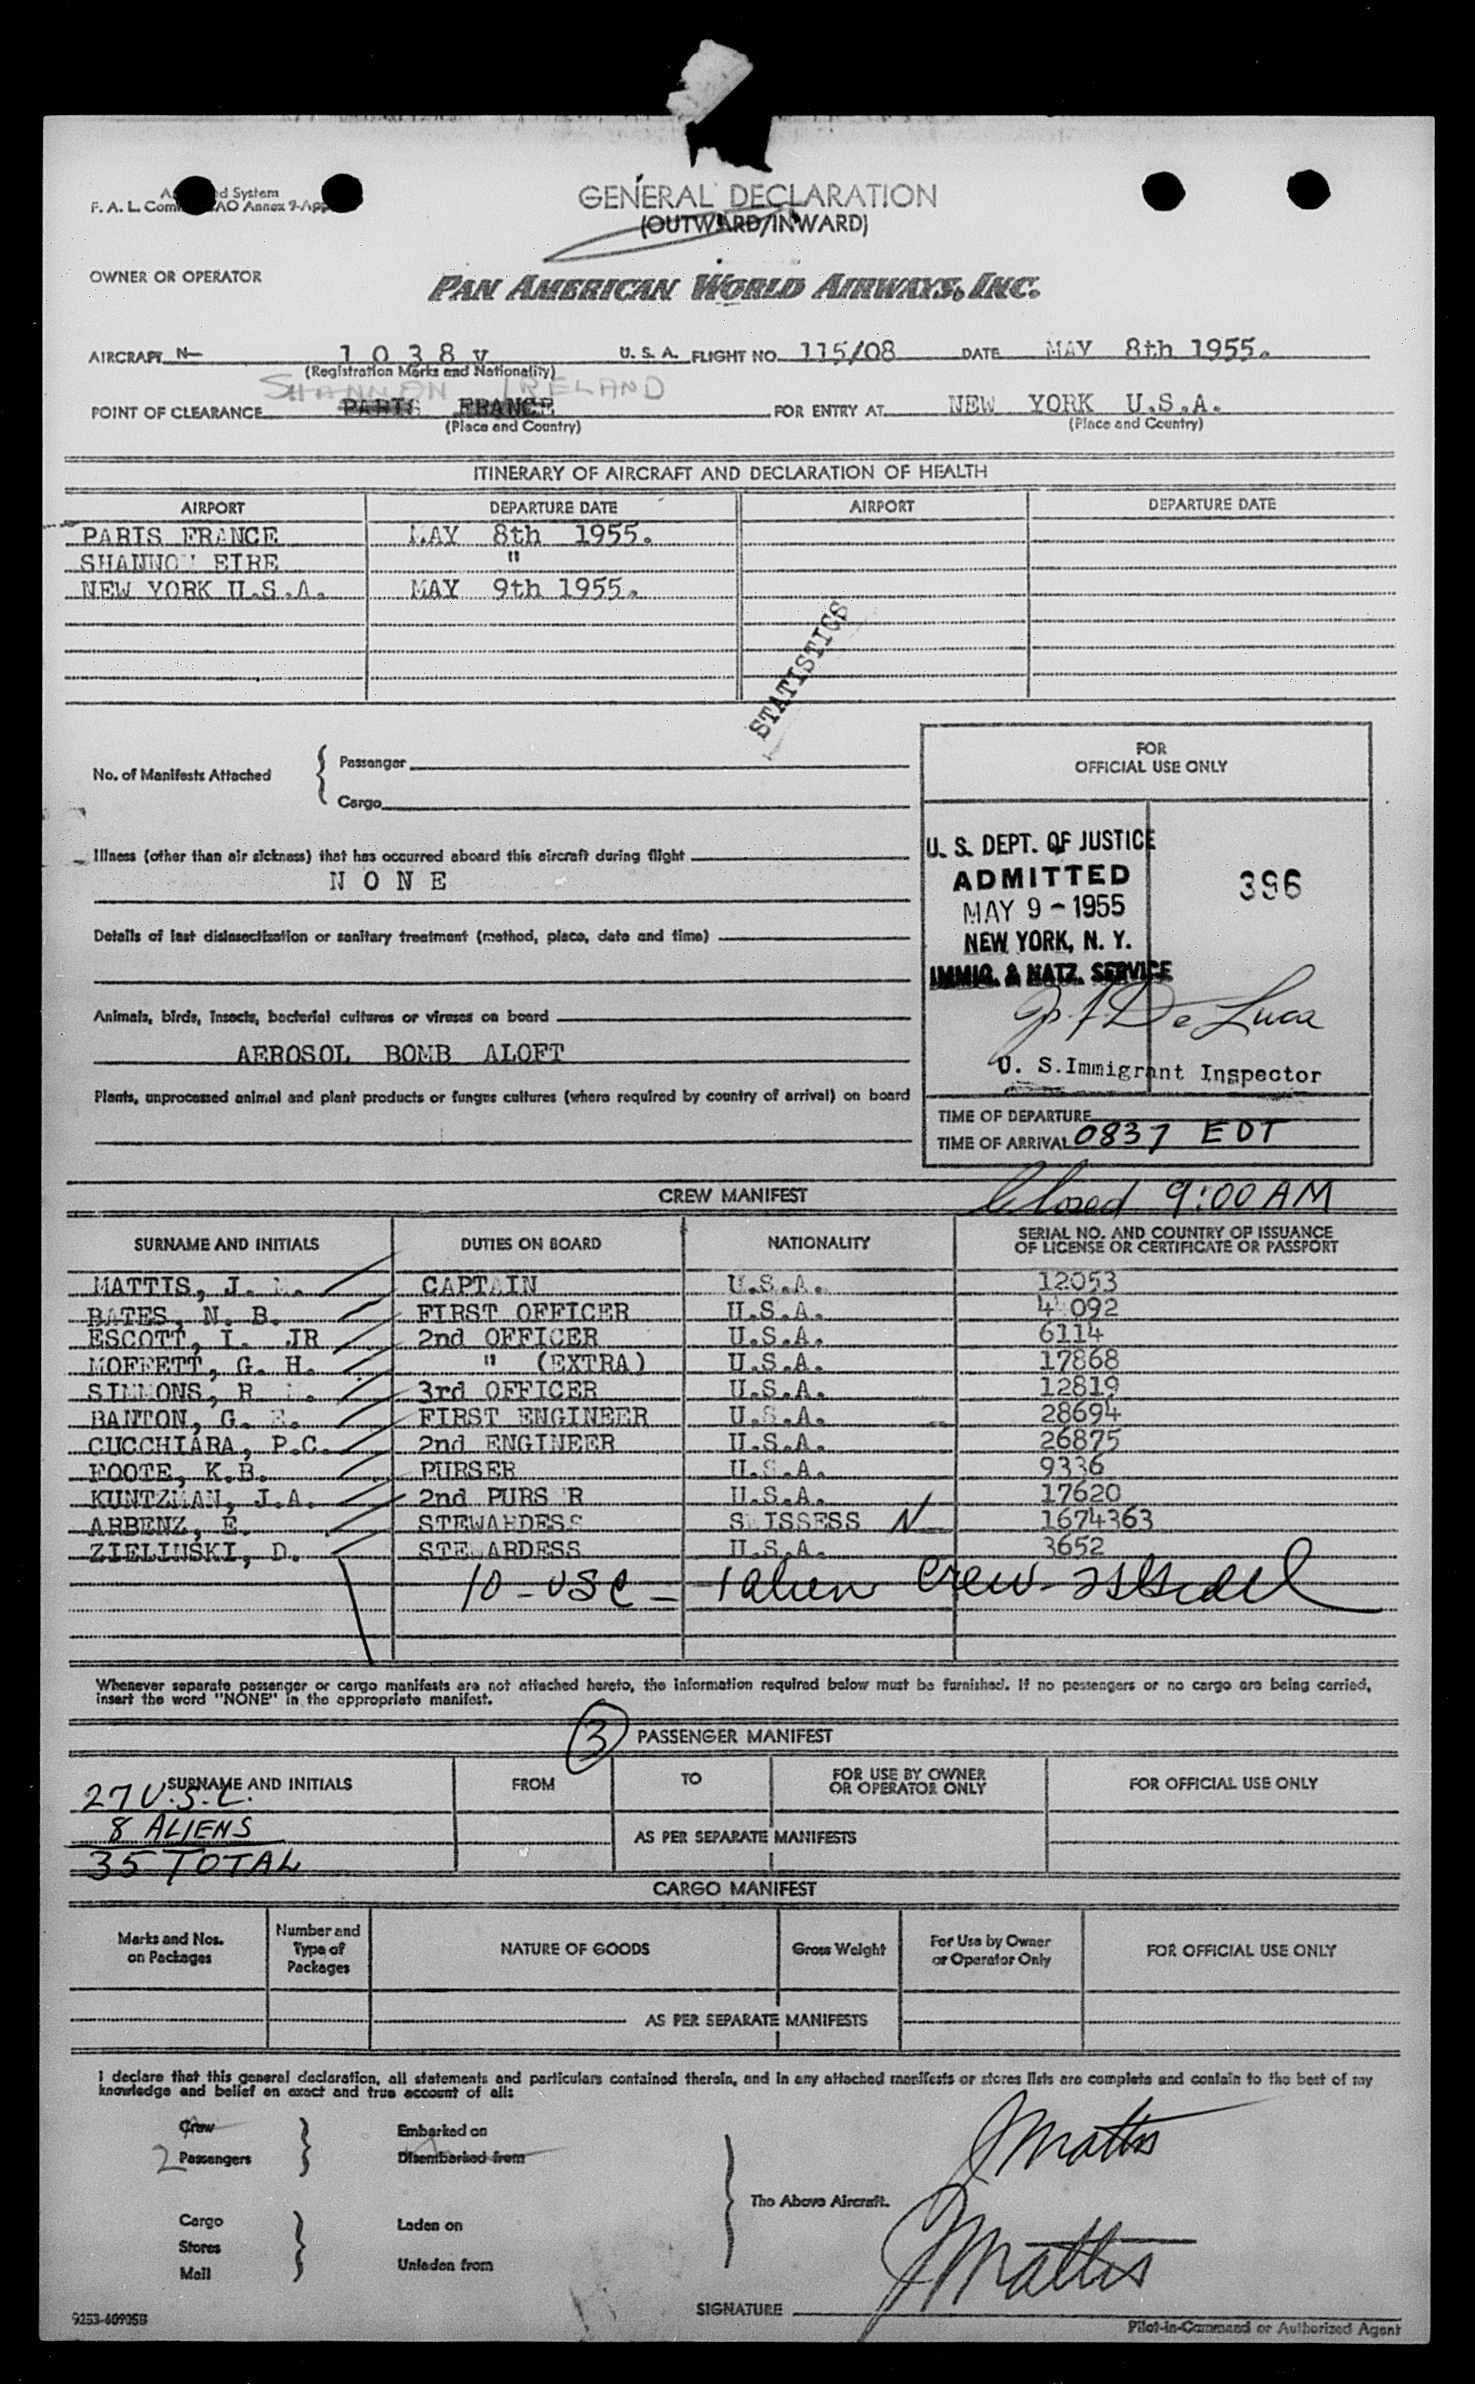 GENERAL DECLARATION
(OUTWARD/INWARD)
F. A. L. ICAO Annex 9-App
OWNER OR OPERATOR PAN AMERICAN WORLD AIRWAYS, INC.
AIRCRAFT N- 1 0 3 8 v U. S. A. FLIGHT NO. 115/08 DATE MAY 8th 1955.
(Registration Marks and Nationality)
SHANNON IRELAND
POINT OF CLEARANCE PARIS FRANCE FOR ENTRY AT NEW YORK U.S.A.
(Place and Country) (Place and Country)
ITINERARY OF AIRCRAFT AND DECLARATION OF HEALTH
AIRPORT DEPARTURE DATE AIRPORT DEPARTURE DATE
PARIS FRANCE MAY 8th 1955.
SHANNON EIRE "
NEW YORK U.S.A. MAY 9th 1955.
STATISTICS
No. of Manifests Attached { Passenger
Cargo
FOR
OFFICIAL USE ONLY
Illness (other than air sickness) that has occurred aboard this aircraft during flight
N O N E
Details of last disinsectization or sanitary treatment (method, place, date and time)
Animals, birds, insects, bacterial cultures or viruses on board
AEROSOL BOMB ALOFT
Plants, unprocessed animal and plant products or fungus cultures (where required by country of arrival) on board
U. S. DEPT. OF JUSTICE
ADMITTED
MAY 9 - 1955
NEW YORK, N. Y.
IMMIG. & NATZ. SERVICE
396
De Luca
U. S. Immigrant Inspector
TIME OF DEPARTURE
TIME OF ARRIVAL 0837 EDT
CREW MANIFEST Closed 9:00 AM
SURNAME AND INITIALS DUTIES ON BOARD NATIONALITY SERIAL NO. AND COUNTRY OF ISSUANCE
OF LICENSE OR CERTIFICATE OR PASSPORT
MATTIS, J. CAPTAIN U.S.A. 12053
BATES, N. B. FIRST OFFICER U.S.A.
ESCOTT, I. JR 2nd OFFICER U.S.A. 6114
MOFFETT, G. H. " (EXTRA) U.S.A. 17868
SIMMONS, R 3rd OFFICER U.S.A. 12819
BANTON, G. FIRST ENGINEER U.S.A. 28694
CUCCHIARA, P.C. 2nd ENGINEER U.S.A. 26875
FOOTE, K.B. PURSER U.S.A. 9336
KUNTZMAN, J.A. 2nd PURSER U.S.A. 17620
ARBENZ, E. STEWARDESS SWISSESS N 1674363
ZIELINSKI, D. STEWARDESS U.S.A. 3652
10 - USC - 1 alien crew
Whenever separate passenger or cargo manifests are not attached hereto, the information required below must be furnished. If no passengers or no cargo are being carried,
insert the word "NONE" in the appropriate manifest.
3 PASSENGER MANIFEST
SURNAME AND INITIALS FROM TO FOR USE BY OWNER
OR OPERATOR ONLY FOR OFFICIAL USE ONLY
27 U.S.C.
8 ALIENS AS PER SEPARATE MANIFESTS
35 TOTAL
CARGO MANIFEST
Marks and Nos.
on Packages Number and
Type of
Packages NATURE OF GOODS Gross Weight For Use by Owner
or Operator Only FOR OFFICIAL USE ONLY
AS PER SEPARATE MANIFESTS
I declare that this general declaration, all statements and particulars contained therein, and in any attached manifests or stores lists are complete and contain to the best of my
knowledge and belief an exact and true account of all:
Crew Embarked on
2 Passengers Disembarked from
J Mattis
The Above Aircraft.
Cargo Laden on
Stores
Mail Unladen from
J Mattis
SIGNATURE
Pilot-in-Command or Authorized Agent
9253-60905B